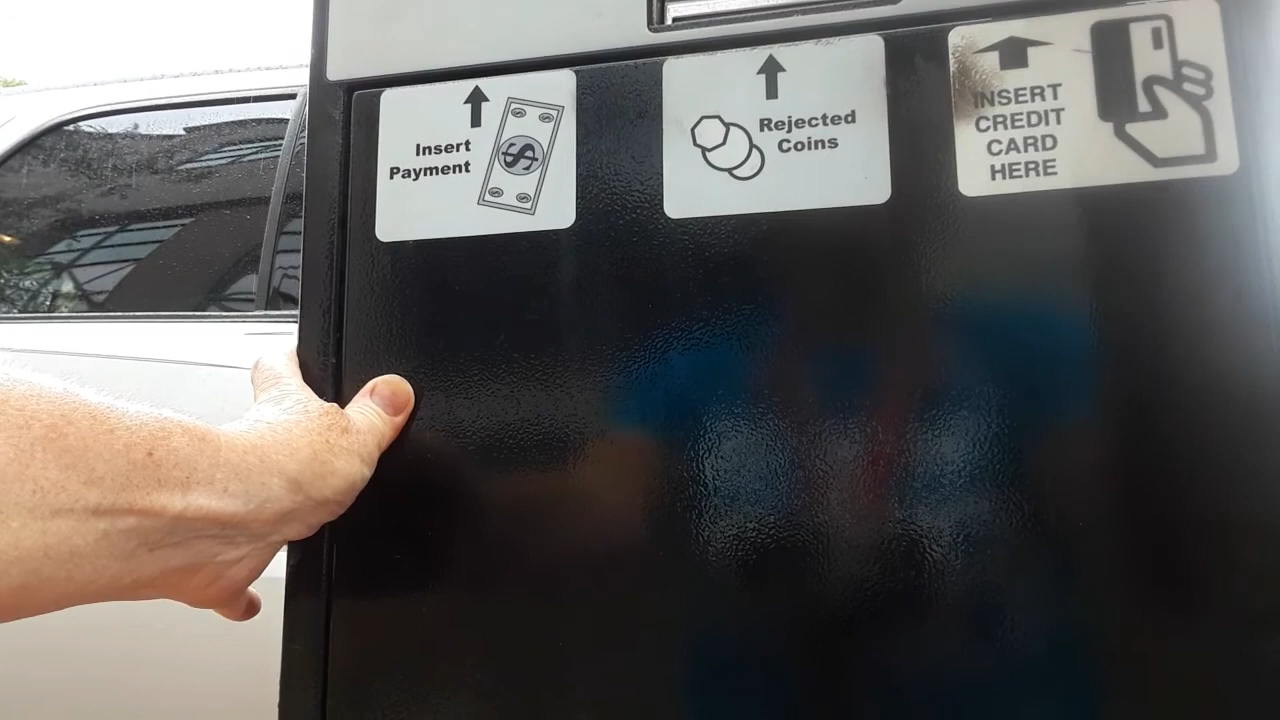 Insert
Payment
Rejected
Coins
INSERT
CREDIT
CARD
HERE